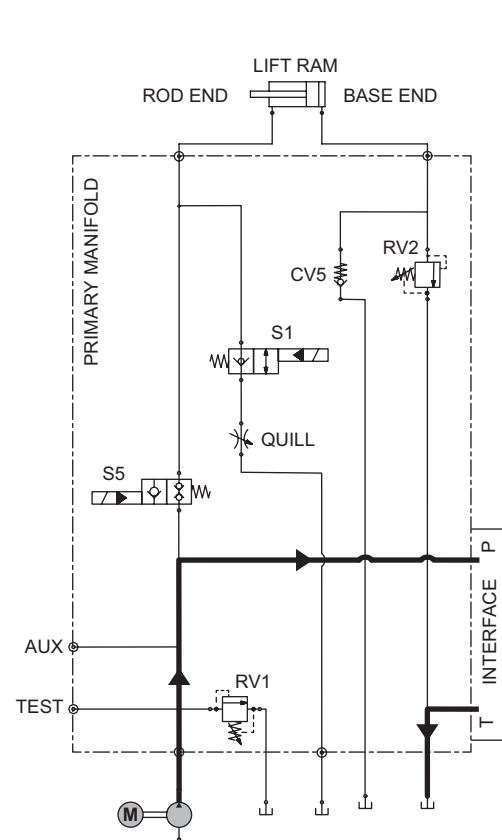 LIFT RAM
ROD END
BASE END
PRIMARY MANIFOLD
RV2
CV5
S1
QUILL
S5
P
INTERFACE
AUX
RV1
TEST
T
M